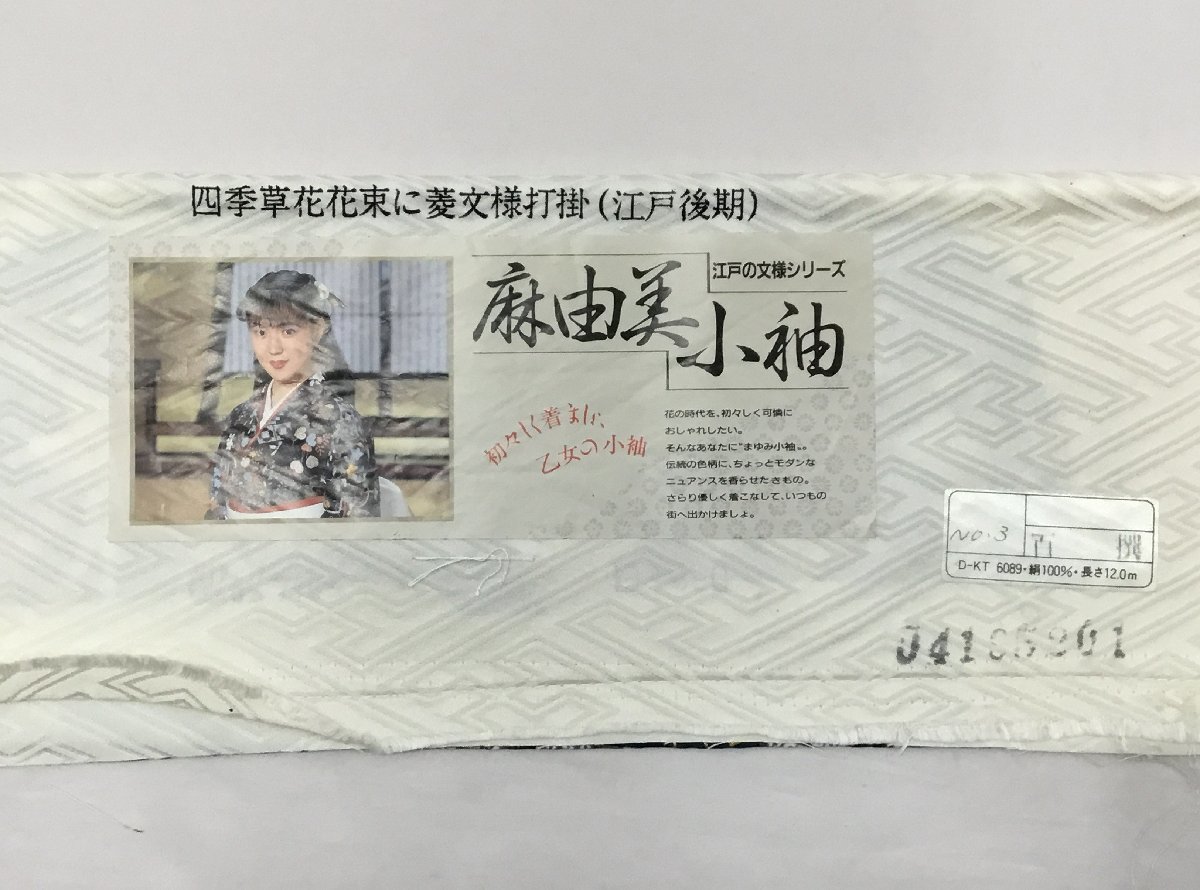 四季草花花束に菱文様打掛(江戸後期)
江戸の文様シリーズ
麻由美
小袖
初々しく着まし、
乙女の小袖
花の時代を、初々しく可憐に
おしゃれしたい。
そんなあなたに"まゆみ小袖"。
伝統の色柄に、ちょっとモダンな
ニュアンスを香らせたきもの。
さらり優しく着こなして、いつもの
街へ出かけましょ。
No.3
D-KT 6089・絹100%・長さ12.0m